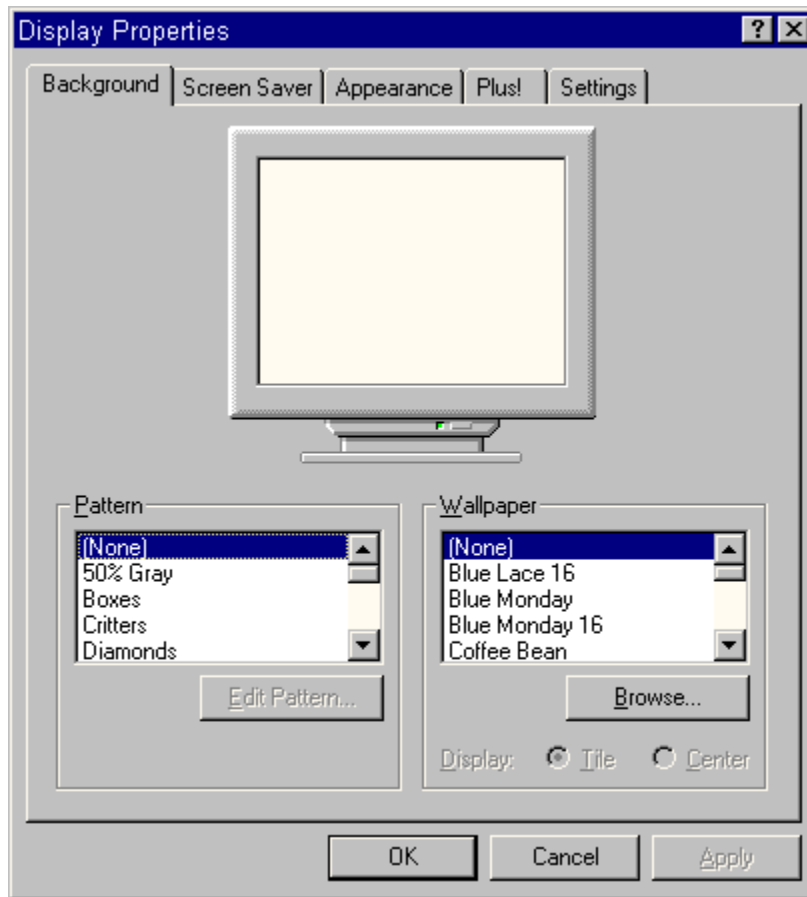 Display Properties
Background Screen Saver Appearance Plus! Settings
Pattern
(None)
50% Gray
Boxes
Critters
Diamonds
Edit Pattern...
Wallpaper
(None)
Blue Lace 16
Blue Monday
Blue Monday 16
Coffee Bean
Browse...
Display: Tile Center
OK Cancel Apply